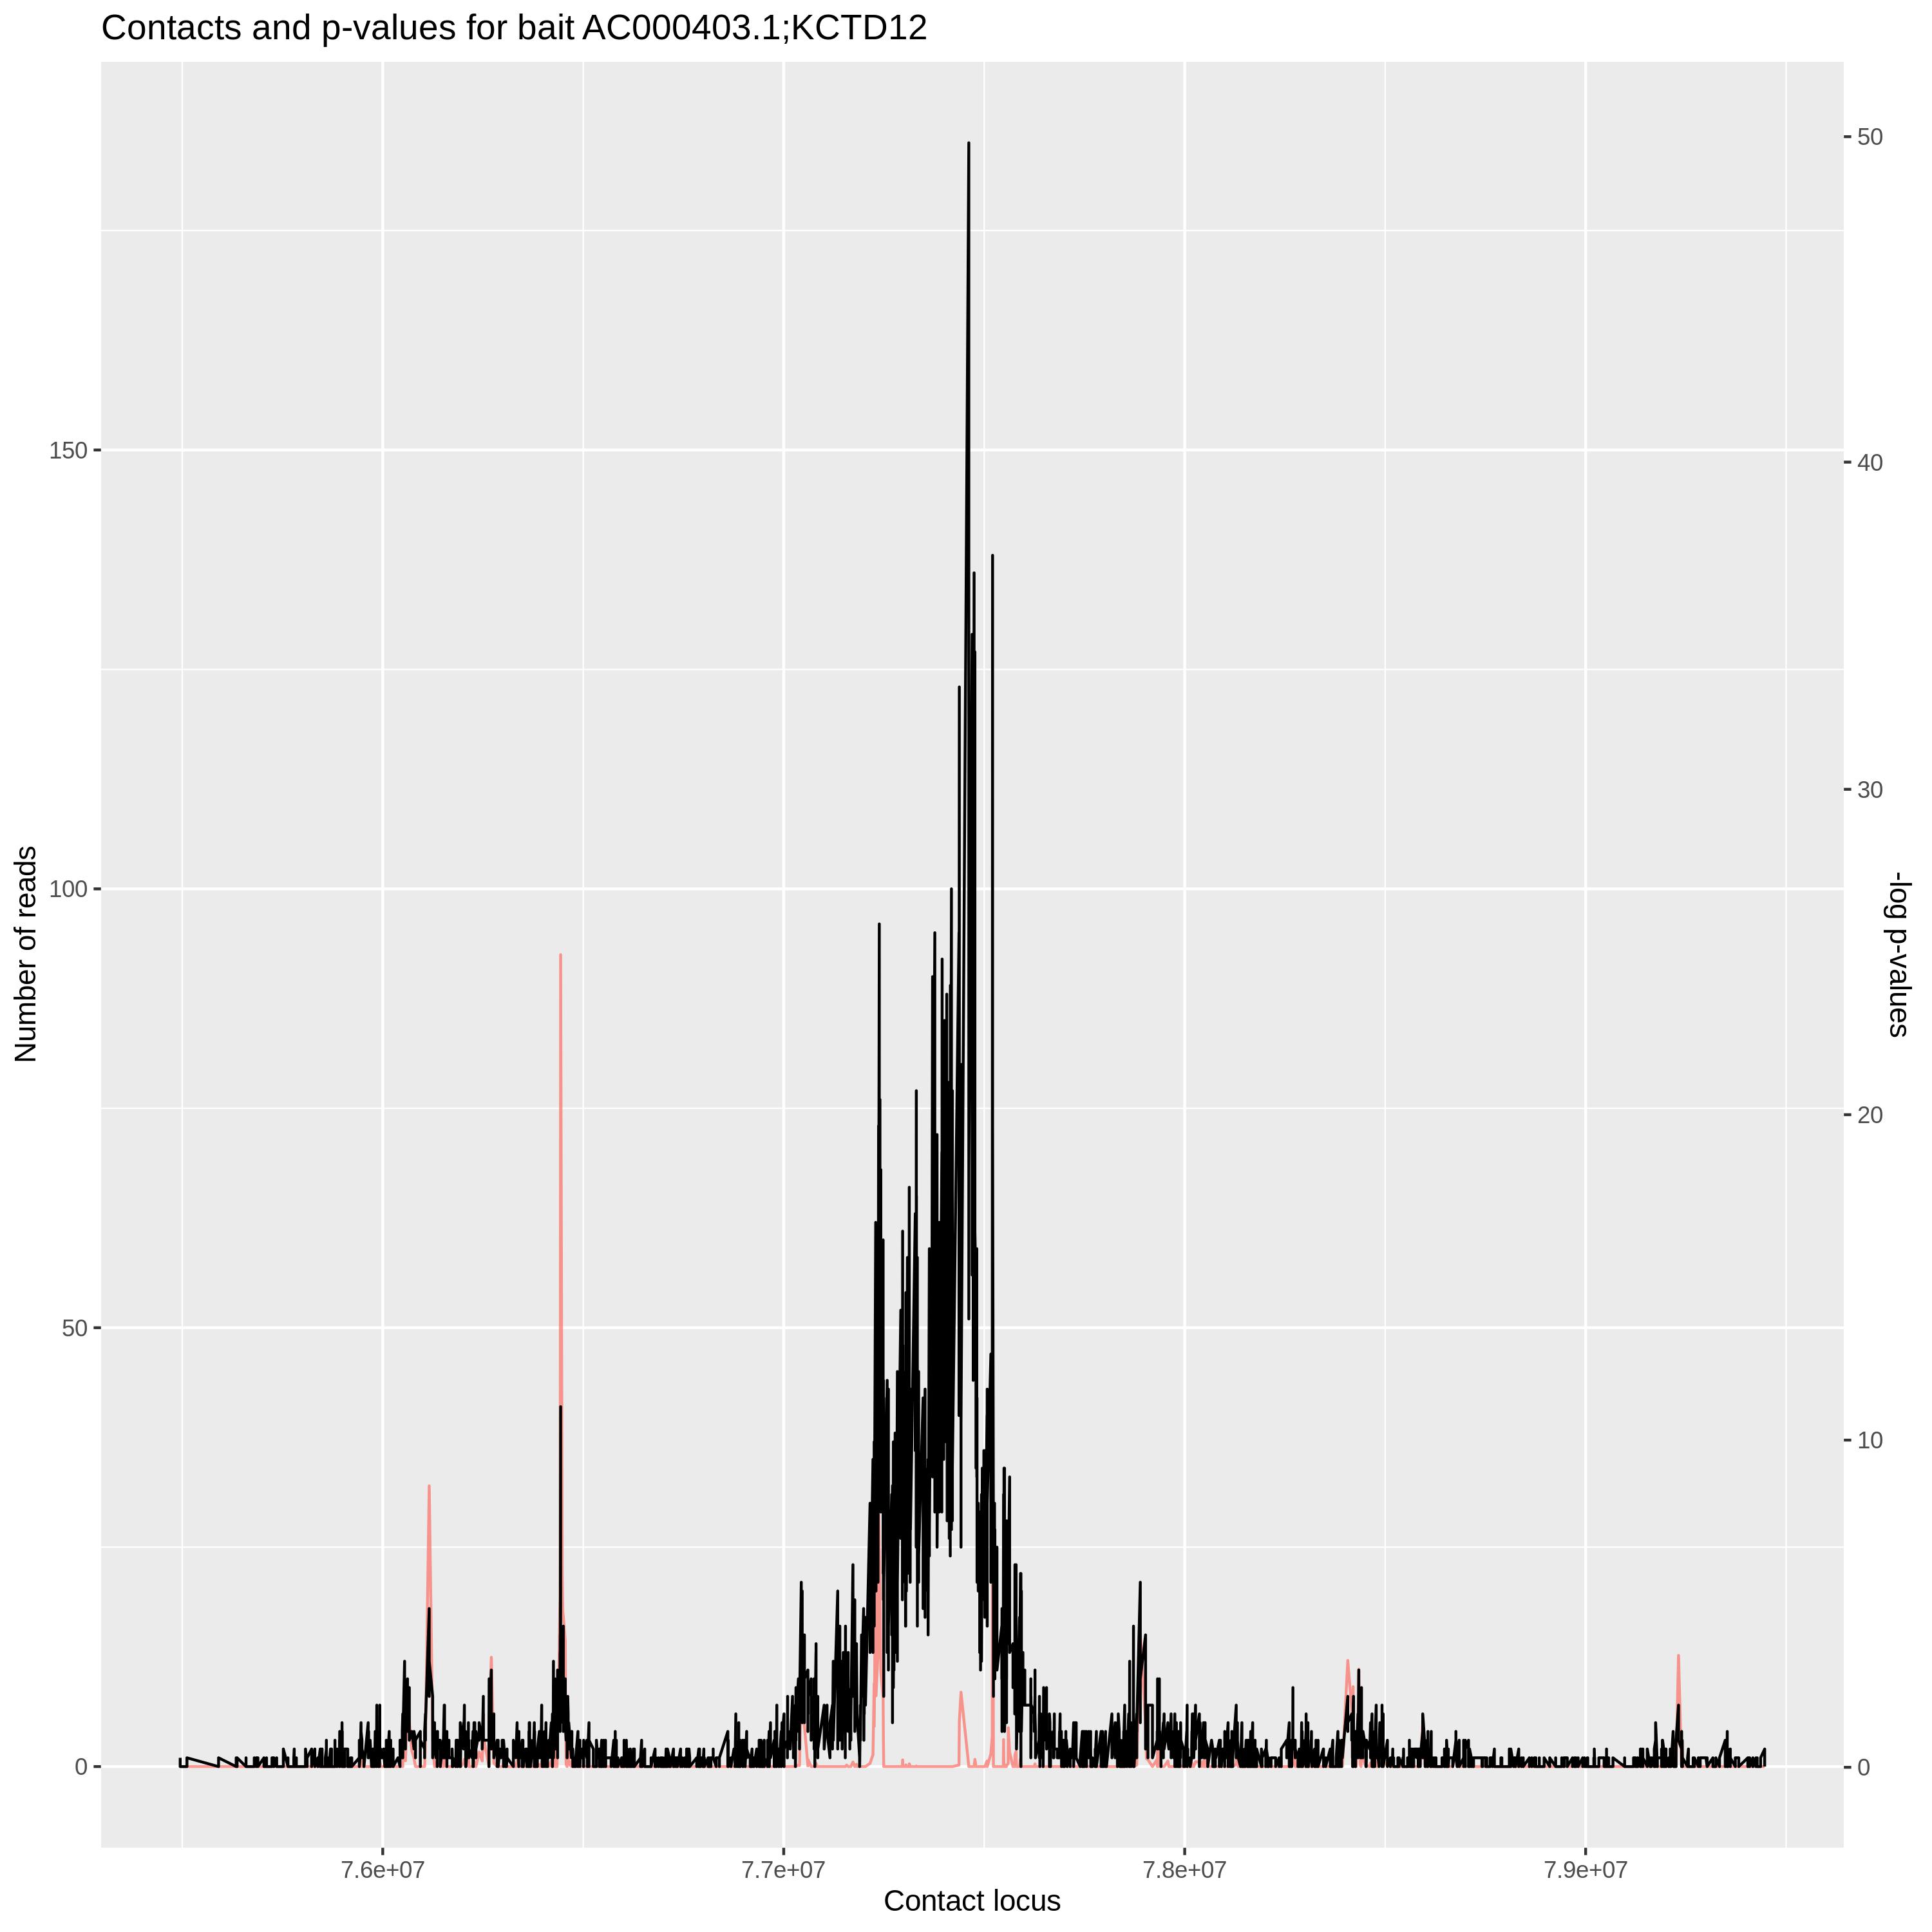 Contacts and p-values for bait AC000403.1;KCTD12
Number of reads
150
100
50
0
-log p-values
50
40
30
20
10
0
7.6e+07 7.7e+07 7.8e+07 7.9e+07
Contact locus